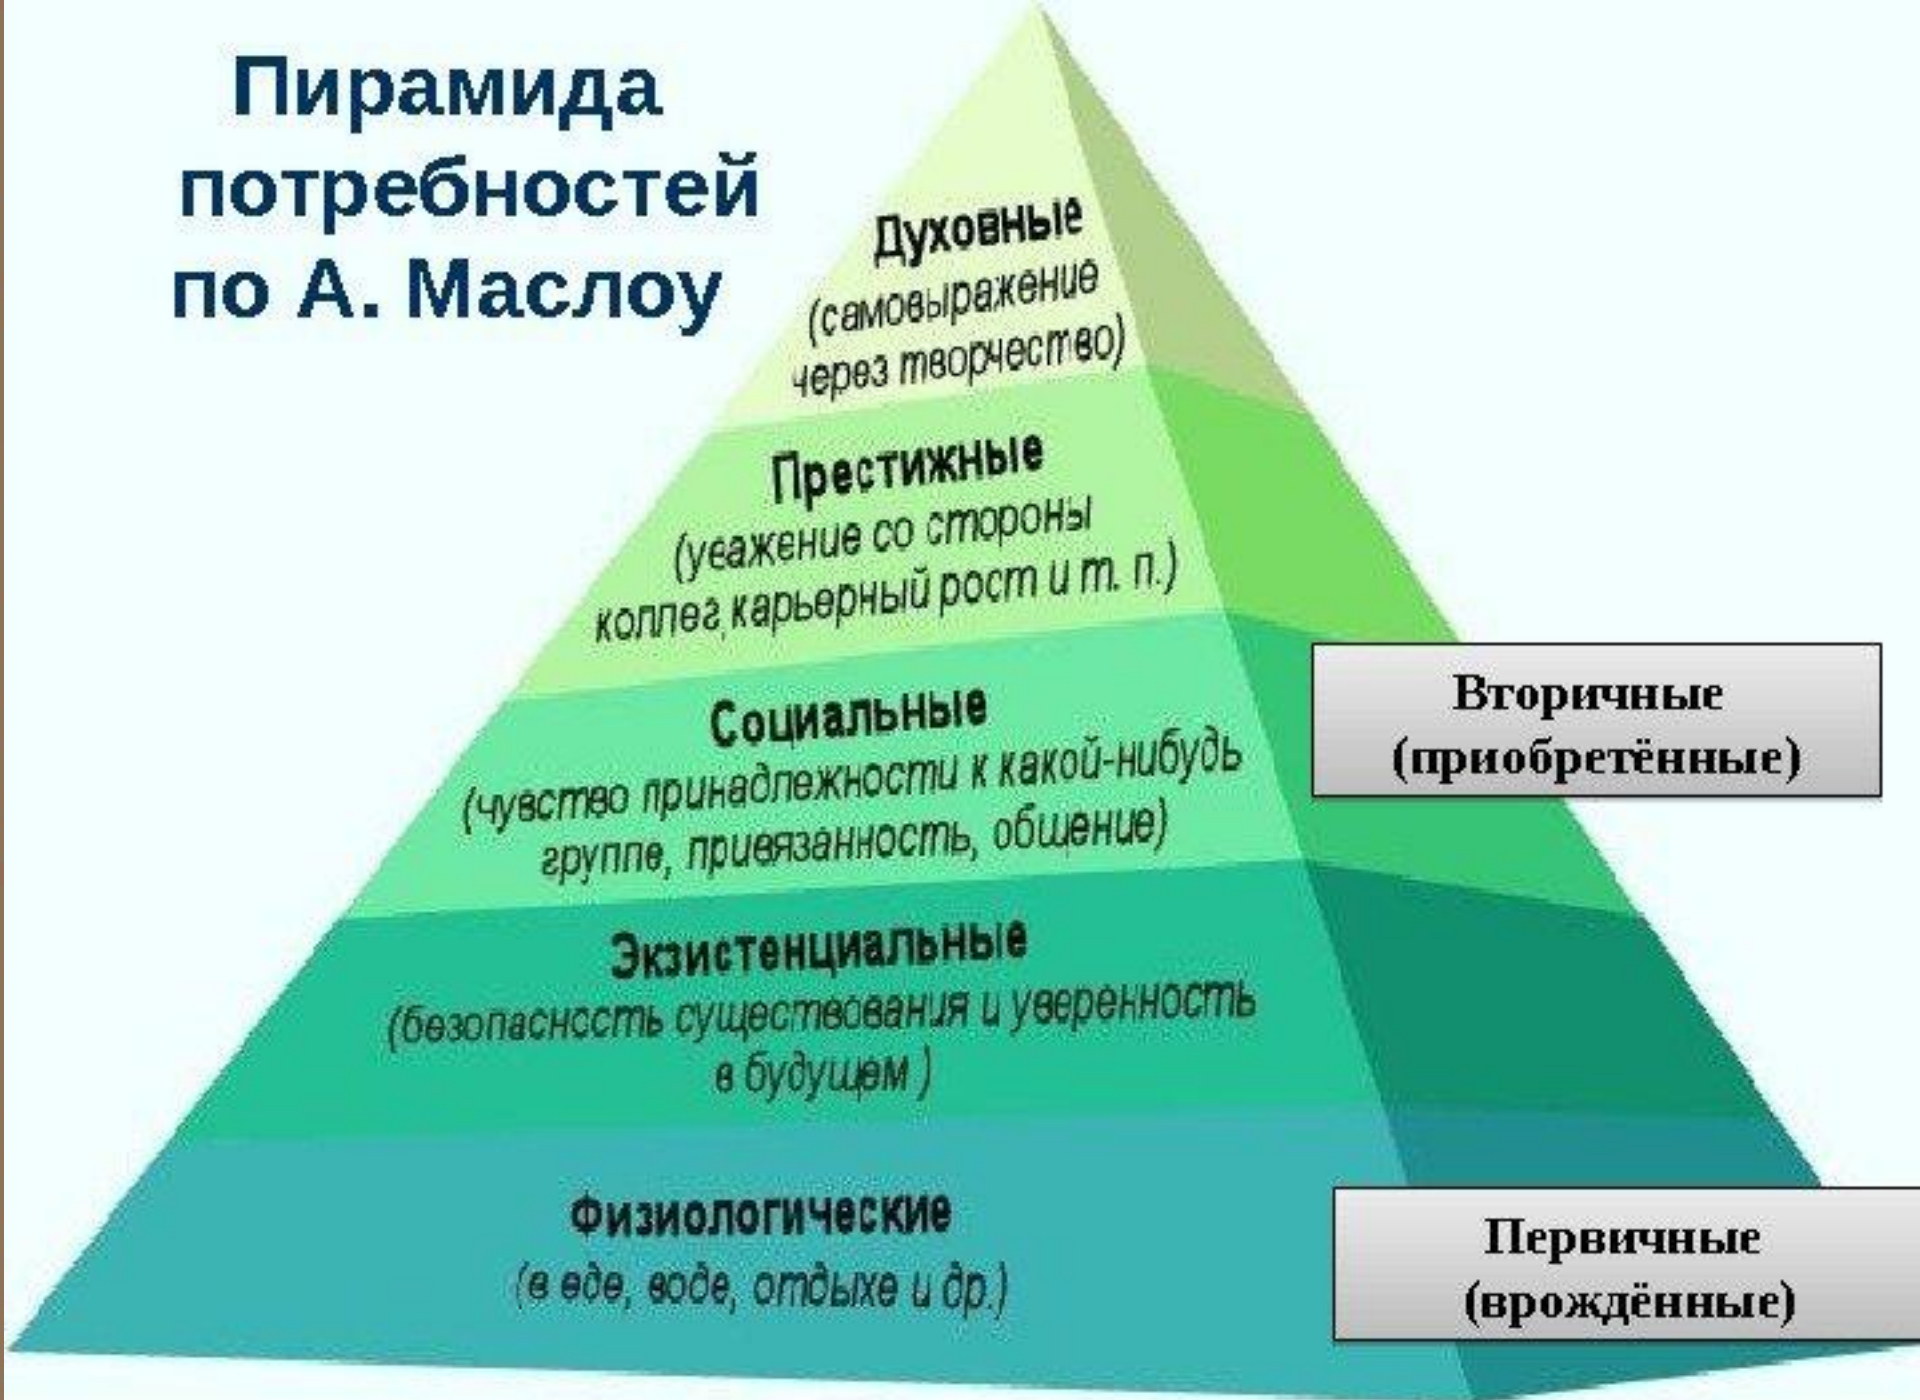 Пирамида
потребностей
по А. Маслоу
Духовные
(самовыражение
через творчество)
Престижные
(уважение со стороны
коллег, карьерный рост и т. п.)
Социальные
(чувство принадлежности к какой-нибудь
группе, привязанность, общение)
Вторичные
(приобретённые)
Экзистенциальные
(безопасность существования и уверенность
в будущем )
Физиологические
(в еде, воде, отдыхе и др.)
Первичные
(врождённые)